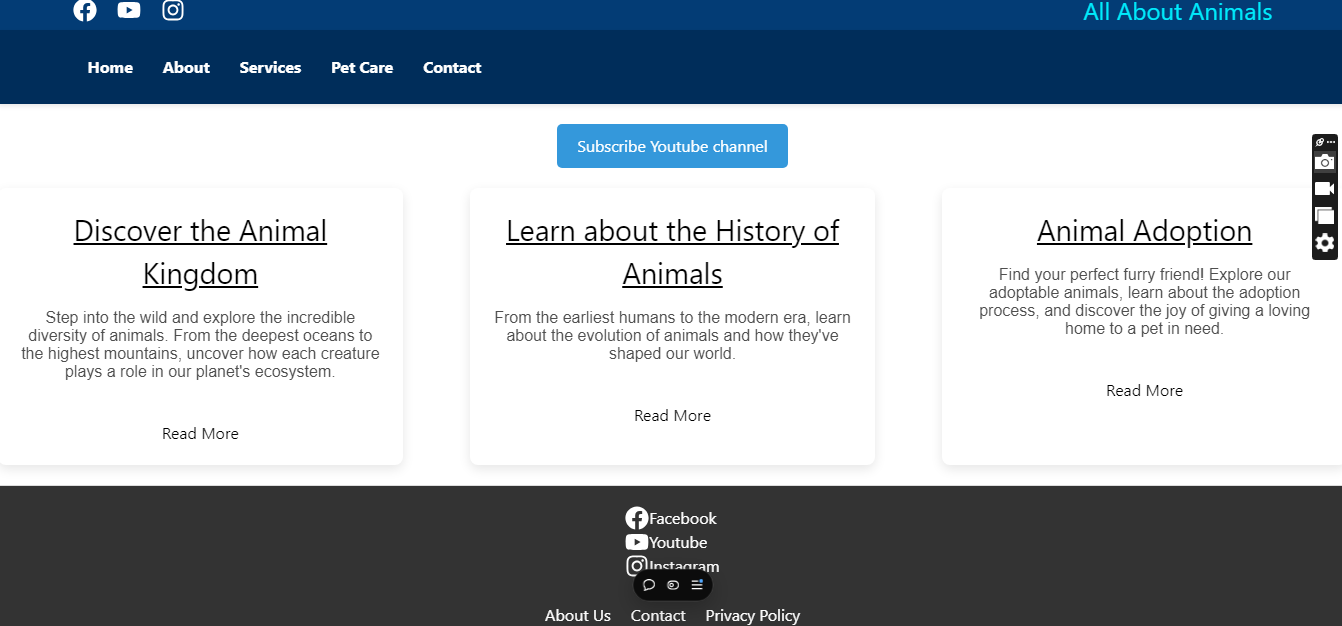 All About Animals
Home About Services Pet Care Contact
Subscribe Youtube channel
Discover the Animal
Kingdom
Step into the wild and explore the incredible
diversity of animals. From the deepest oceans to
the highest mountains, uncover how each creature
plays a role in our planet's ecosystem.
Read More
Learn about the History of
Animals
From the earliest humans to the modern era, learn
about the evolution of animals and how they've
shaped our world.
Read More
Animal Adoption
Find your perfect furry friend! Explore our
adoptable animals, learn about the adoption
process, and discover the joy of giving a loving
home to a pet in need.
Read More
Facebook
Youtube
Instagram
About Us Contact Privacy Policy